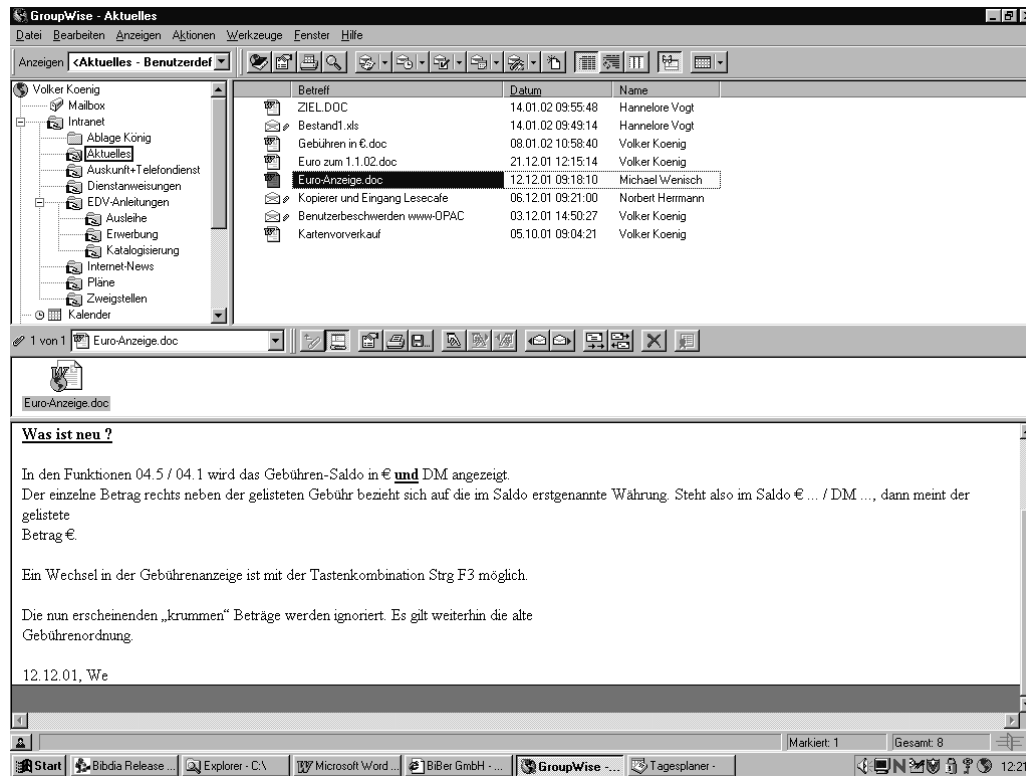 GroupWise - Aktuelles
Datei Bearbeiten Anzeigen Aktionen Werkzeuge Fenster Hilfe
Anzeigen <Aktuelles - Benutzerdef
Volker Koenig
Mailbox
Intranet
Ablage König
Aktuelles
Auskunft+Telefondienst
Dienstanweisungen
EDV-Anleitungen
Ausleihe
Erwerbung
Katalogisierung
Internet-News
Pläne
Zweigstellen
Kalender
Betreff Datum Name
ZIEL.DOC 14.01.02 09:55:48 Hannelore Vogt
Bestand1.xls 14.01.02 09:49:14 Hannelore Vogt
Gebühren in €.doc 08.01.02 10:58:40 Volker Koenig
Euro zum 1.1.02.doc 21.12.01 12:15:14 Volker Koenig
Euro-Anzeige.doc 12.12.01 09:18:10 Michael Wenisch
Kopierer und Eingang Lesecafe 06.12.01 09:21:00 Norbert Herrmann
Benutzerbeschwerden www-OPAC 03.12.01 14:50:27 Volker Koenig
Kartenvorverkauf 05.10.01 09:04:21 Volker Koenig
1 von 1 Euro-Anzeige.doc
Euro-Anzeige.doc
Was ist neu ?
In den Funktionen 04.5 / 04.1 wird das Gebühren-Saldo in € und DM angezeigt.
Der einzelne Betrag rechts neben der gelisteten Gebühr bezieht sich auf die im Saldo erstgenannte Währung. Steht also im Saldo € ... / DM ..., dann meint der
gelistete
Betrag €.
Ein Wechsel in der Gebührenanzeige ist mit der Tastenkombination Strg F3 möglich.
Die nun erscheinenden „krummen“ Beträge werden ignoriert. Es gilt weiterhin die alte
Gebührenordnung.
12.12.01, We
Markiert: 1 Gesamt: 8
Start Bibdia Release ... Explorer - C:\ Microsoft Word ... BiBer GmbH - ... GroupWise -... Tagesplaner - 12:21